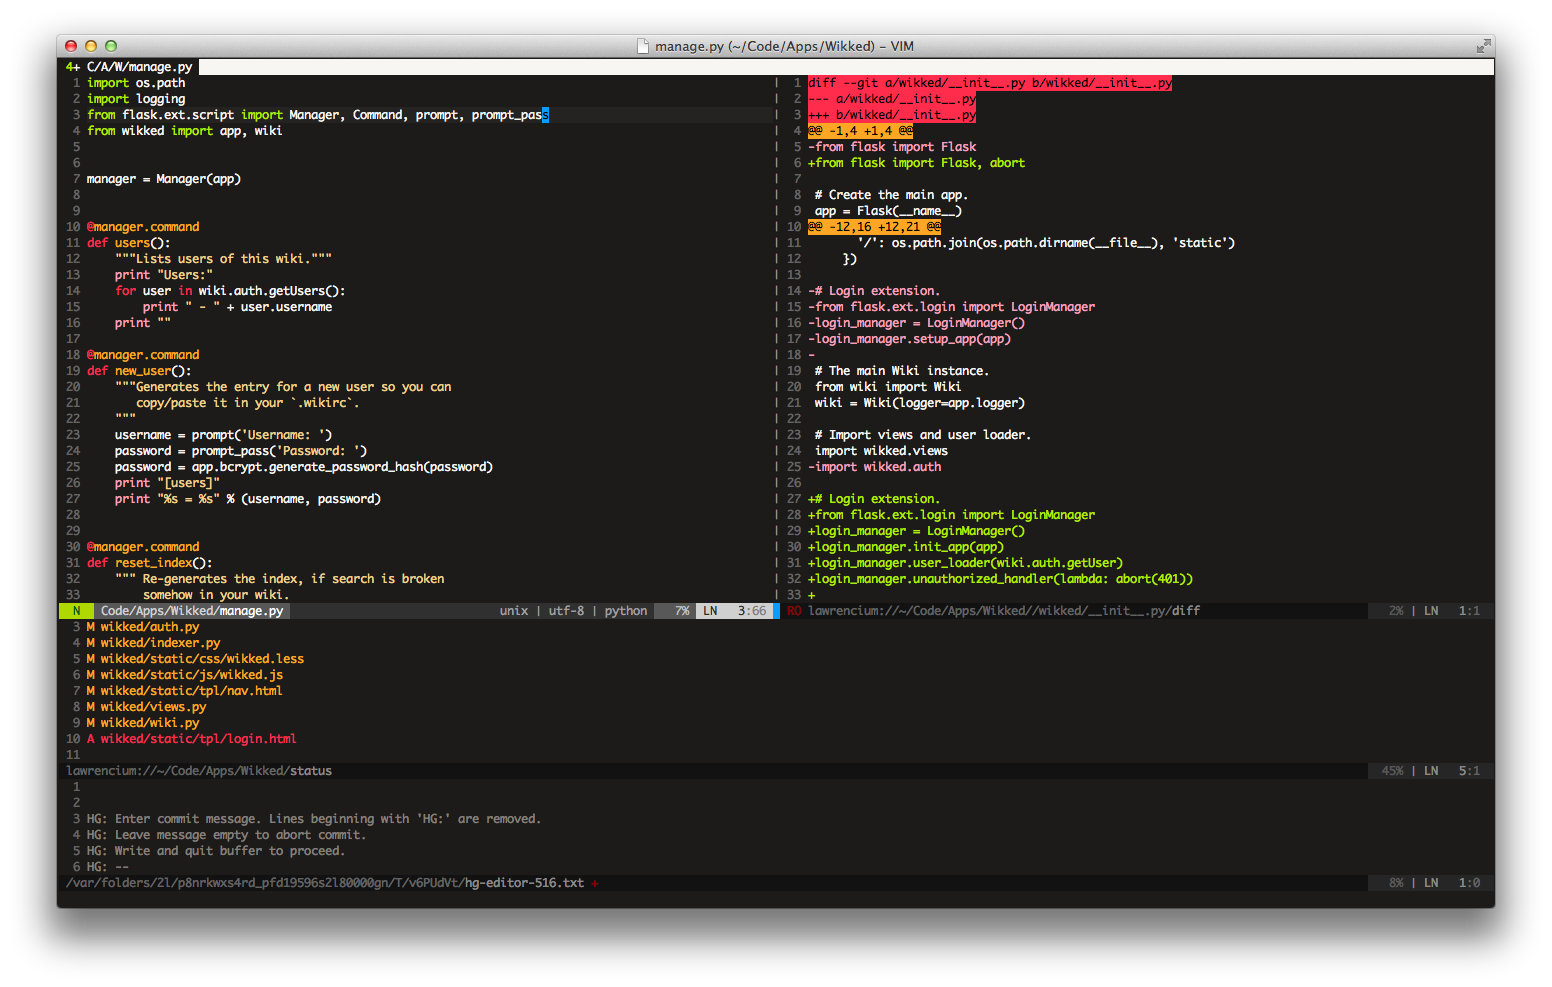 manage.py (~/Code/Apps/Wikked) - VIM
4+ C/A/W/manage.py
1 import os.path
2 import logging
3 from flask.ext.script import Manager, Command, prompt, prompt_pass
4 from wikked import app, wiki
5
6
7 manager = Manager(app)
8
9
10 @manager.command
11 def users():
12     """Lists users of this wiki."""
13     print "Users:"
14     for user in wiki.auth.getUsers():
15         print " - " + user.username
16     print ""
17
18 @manager.command
19 def new_user():
20     """Generates the entry for a new user so you can
21        copy/paste it in your `.wikirc`.
22     """
23     username = prompt('Username: ')
24     password = prompt_pass('Password: ')
25     password = app.bcrypt.generate_password_hash(password)
26     print "[users]"
27     print "%s = %s" % (username, password)
28
29
30 @manager.command
31 def reset_index():
32     """ Re-generates the index, if search is broken
33         somehow in your wiki.
N Code/Apps/Wikked/manage.py unix | utf-8 | python 7% LN 3:66
1 diff --git a/wikked/__init__.py b/wikked/__init__.py
2 --- a/wikked/__init__.py
3 +++ b/wikked/__init__.py
4 @@ -1,4 +1,4 @@
5 -from flask import Flask
6 +from flask import Flask, abort
7
8  # Create the main app.
9  app = Flask(__name__)
10 @@ -12,16 +12,21 @@
11        '/': os.path.join(os.path.dirname(__file__), 'static')
12      })
13
14 -# Login extension.
15 -from flask.ext.login import LoginManager
16 -login_manager = LoginManager()
17 -login_manager.setup_app(app)
18 -
19  # The main Wiki instance.
20  from wiki import Wiki
21  wiki = Wiki(logger=app.logger)
22
23  # Import views and user loader.
24  import wikked.views
25 -import wikked.auth
26
27 +# Login extension.
28 +from flask.ext.login import LoginManager
29 +login_manager = LoginManager()
30 +login_manager.init_app(app)
31 +login_manager.user_loader(wiki.auth.getUser)
32 +login_manager.unauthorized_handler(lambda: abort(401))
33 +
RO lawrencium://~/Code/Apps/Wikked//wikked/__init__.py/diff 2% | LN 1:1
3 M wikked/auth.py
4 M wikked/indexer.py
5 M wikked/static/css/wikked.less
6 M wikked/static/js/wikked.js
7 M wikked/static/tpl/nav.html
8 M wikked/views.py
9 M wikked/wiki.py
10 A wikked/static/tpl/login.html
11
lawrencium://~/Code/Apps/Wikked/status 45% | LN 5:1
1
2
3 HG: Enter commit message. Lines beginning with 'HG:' are removed.
4 HG: Leave message empty to abort commit.
5 HG: Write and quit buffer to proceed.
6 HG: --
/var/folders/2l/p8nrkwxs4rd_pfd19596s2l80000gn/T/v6PUdVt/hg-editor-516.txt + 8% | LN 1:0